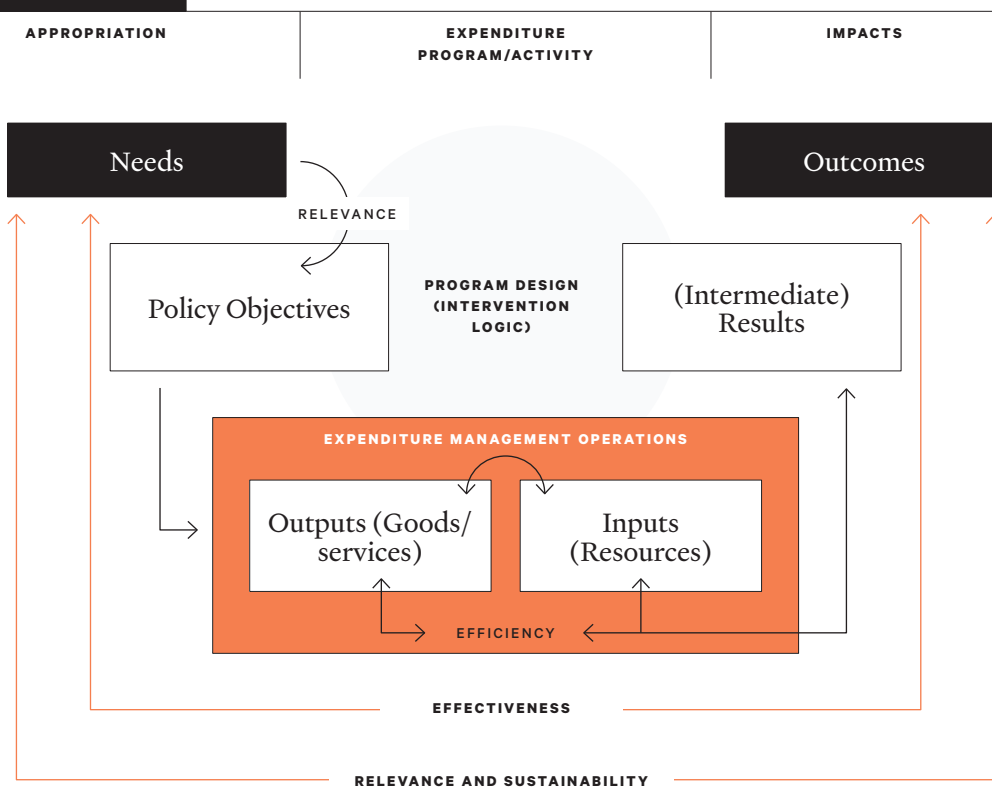 APPROPRIATION
EXPENDITURE
PROGRAM/ACTIVITY
IMPACTS
Needs
Outcomes
RELEVANCE
Policy Objectives
PROGRAM DESIGN
(INTERVENTION
LOGIC)
(Intermediate)
Results
EXPENDITURE MANAGEMENT OPERATIONS
Outputs (Goods/
services)
Inputs
(Resources)
EFFICIENCY
EFFECTIVENESS
RELEVANCE AND SUSTAINABILITY